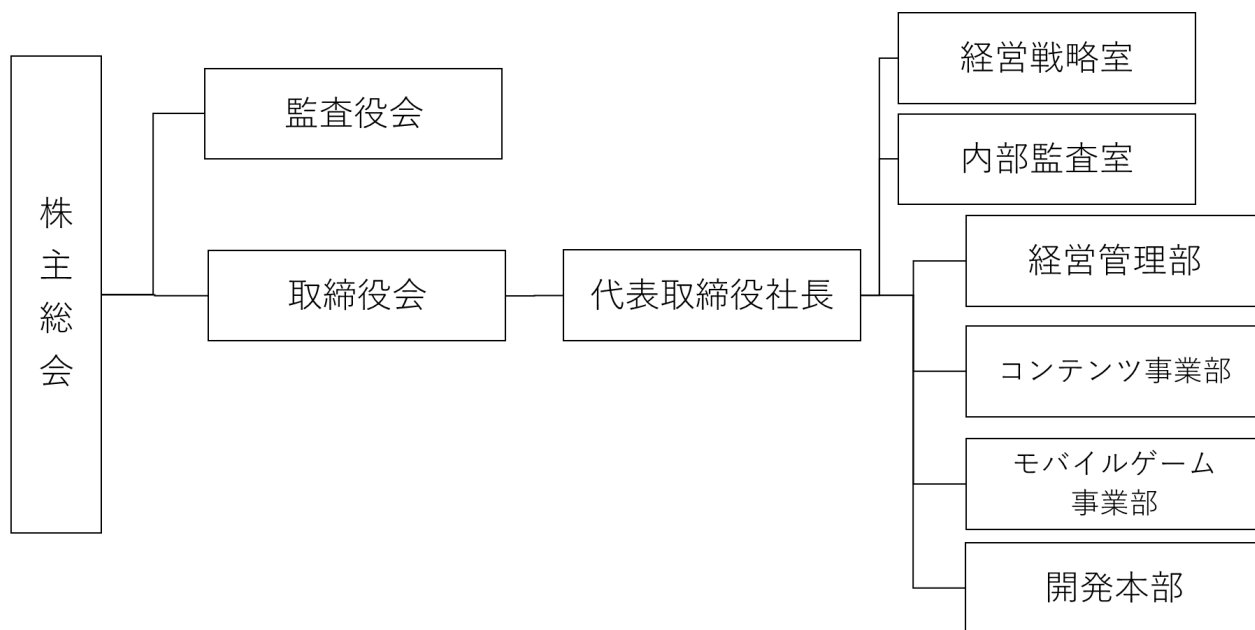 株主総会
監査役会
取締役会
代表取締役社長
経営戦略室
内部監査室
経営管理部
コンテンツ事業部
モバイルゲーム
事業部
開発本部